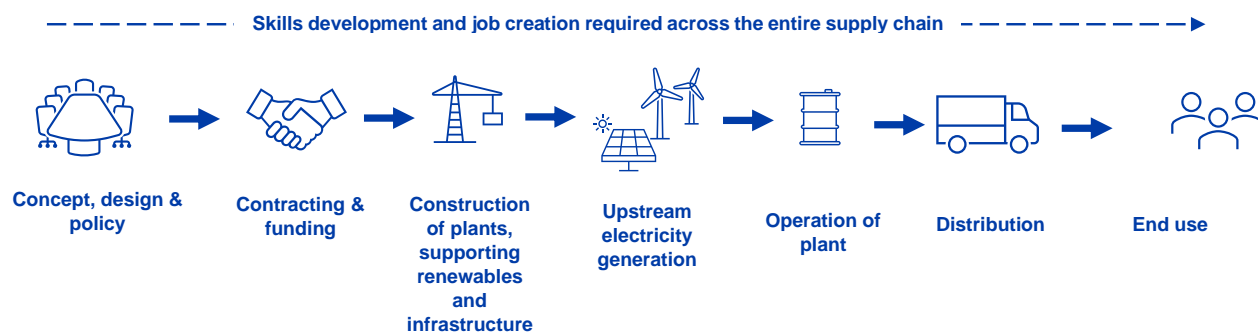 Skills development and job creation required across the entire supply chain
Concept, design &
policy
Contracting &
funding
Construction
of plants,
supporting
renewables
and
infrastructure
Upstream
electricity
generation
Operation of
plant
Distribution
End use